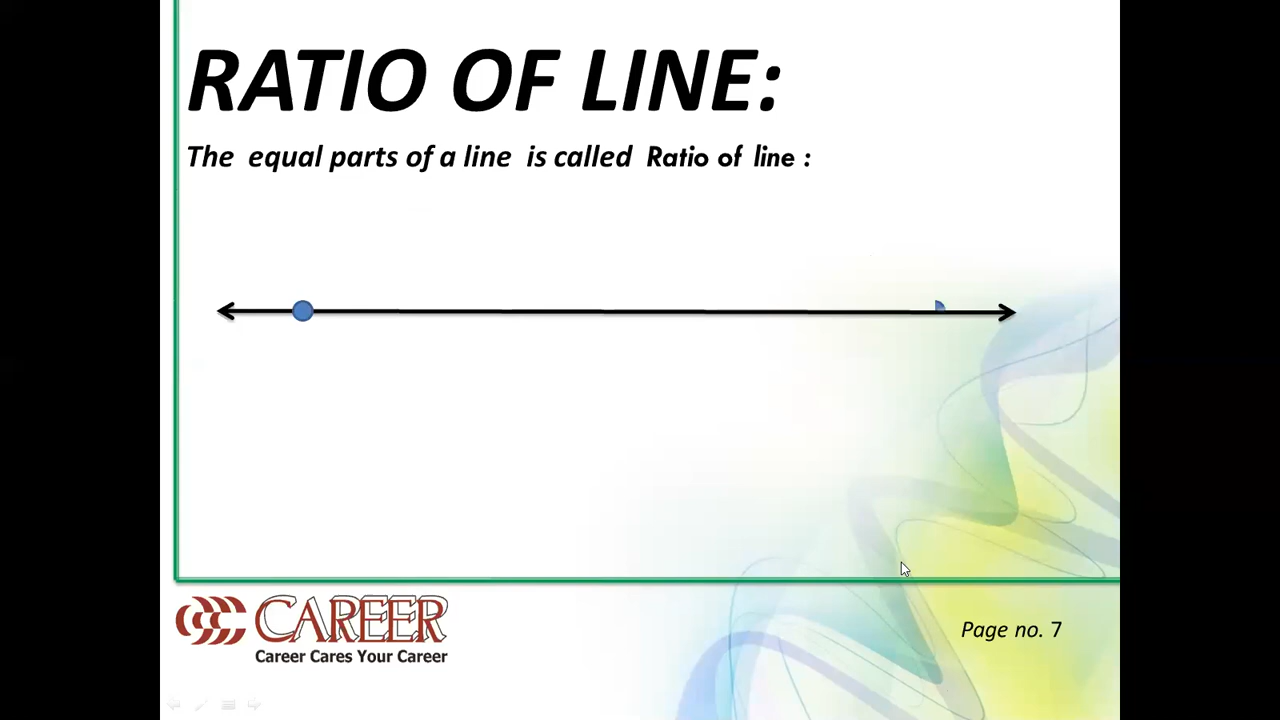 RATIO OF LINE:
The equal parts of a line is called Ratio of line :
CAREER
Career Cares Your Career
Page no. 7